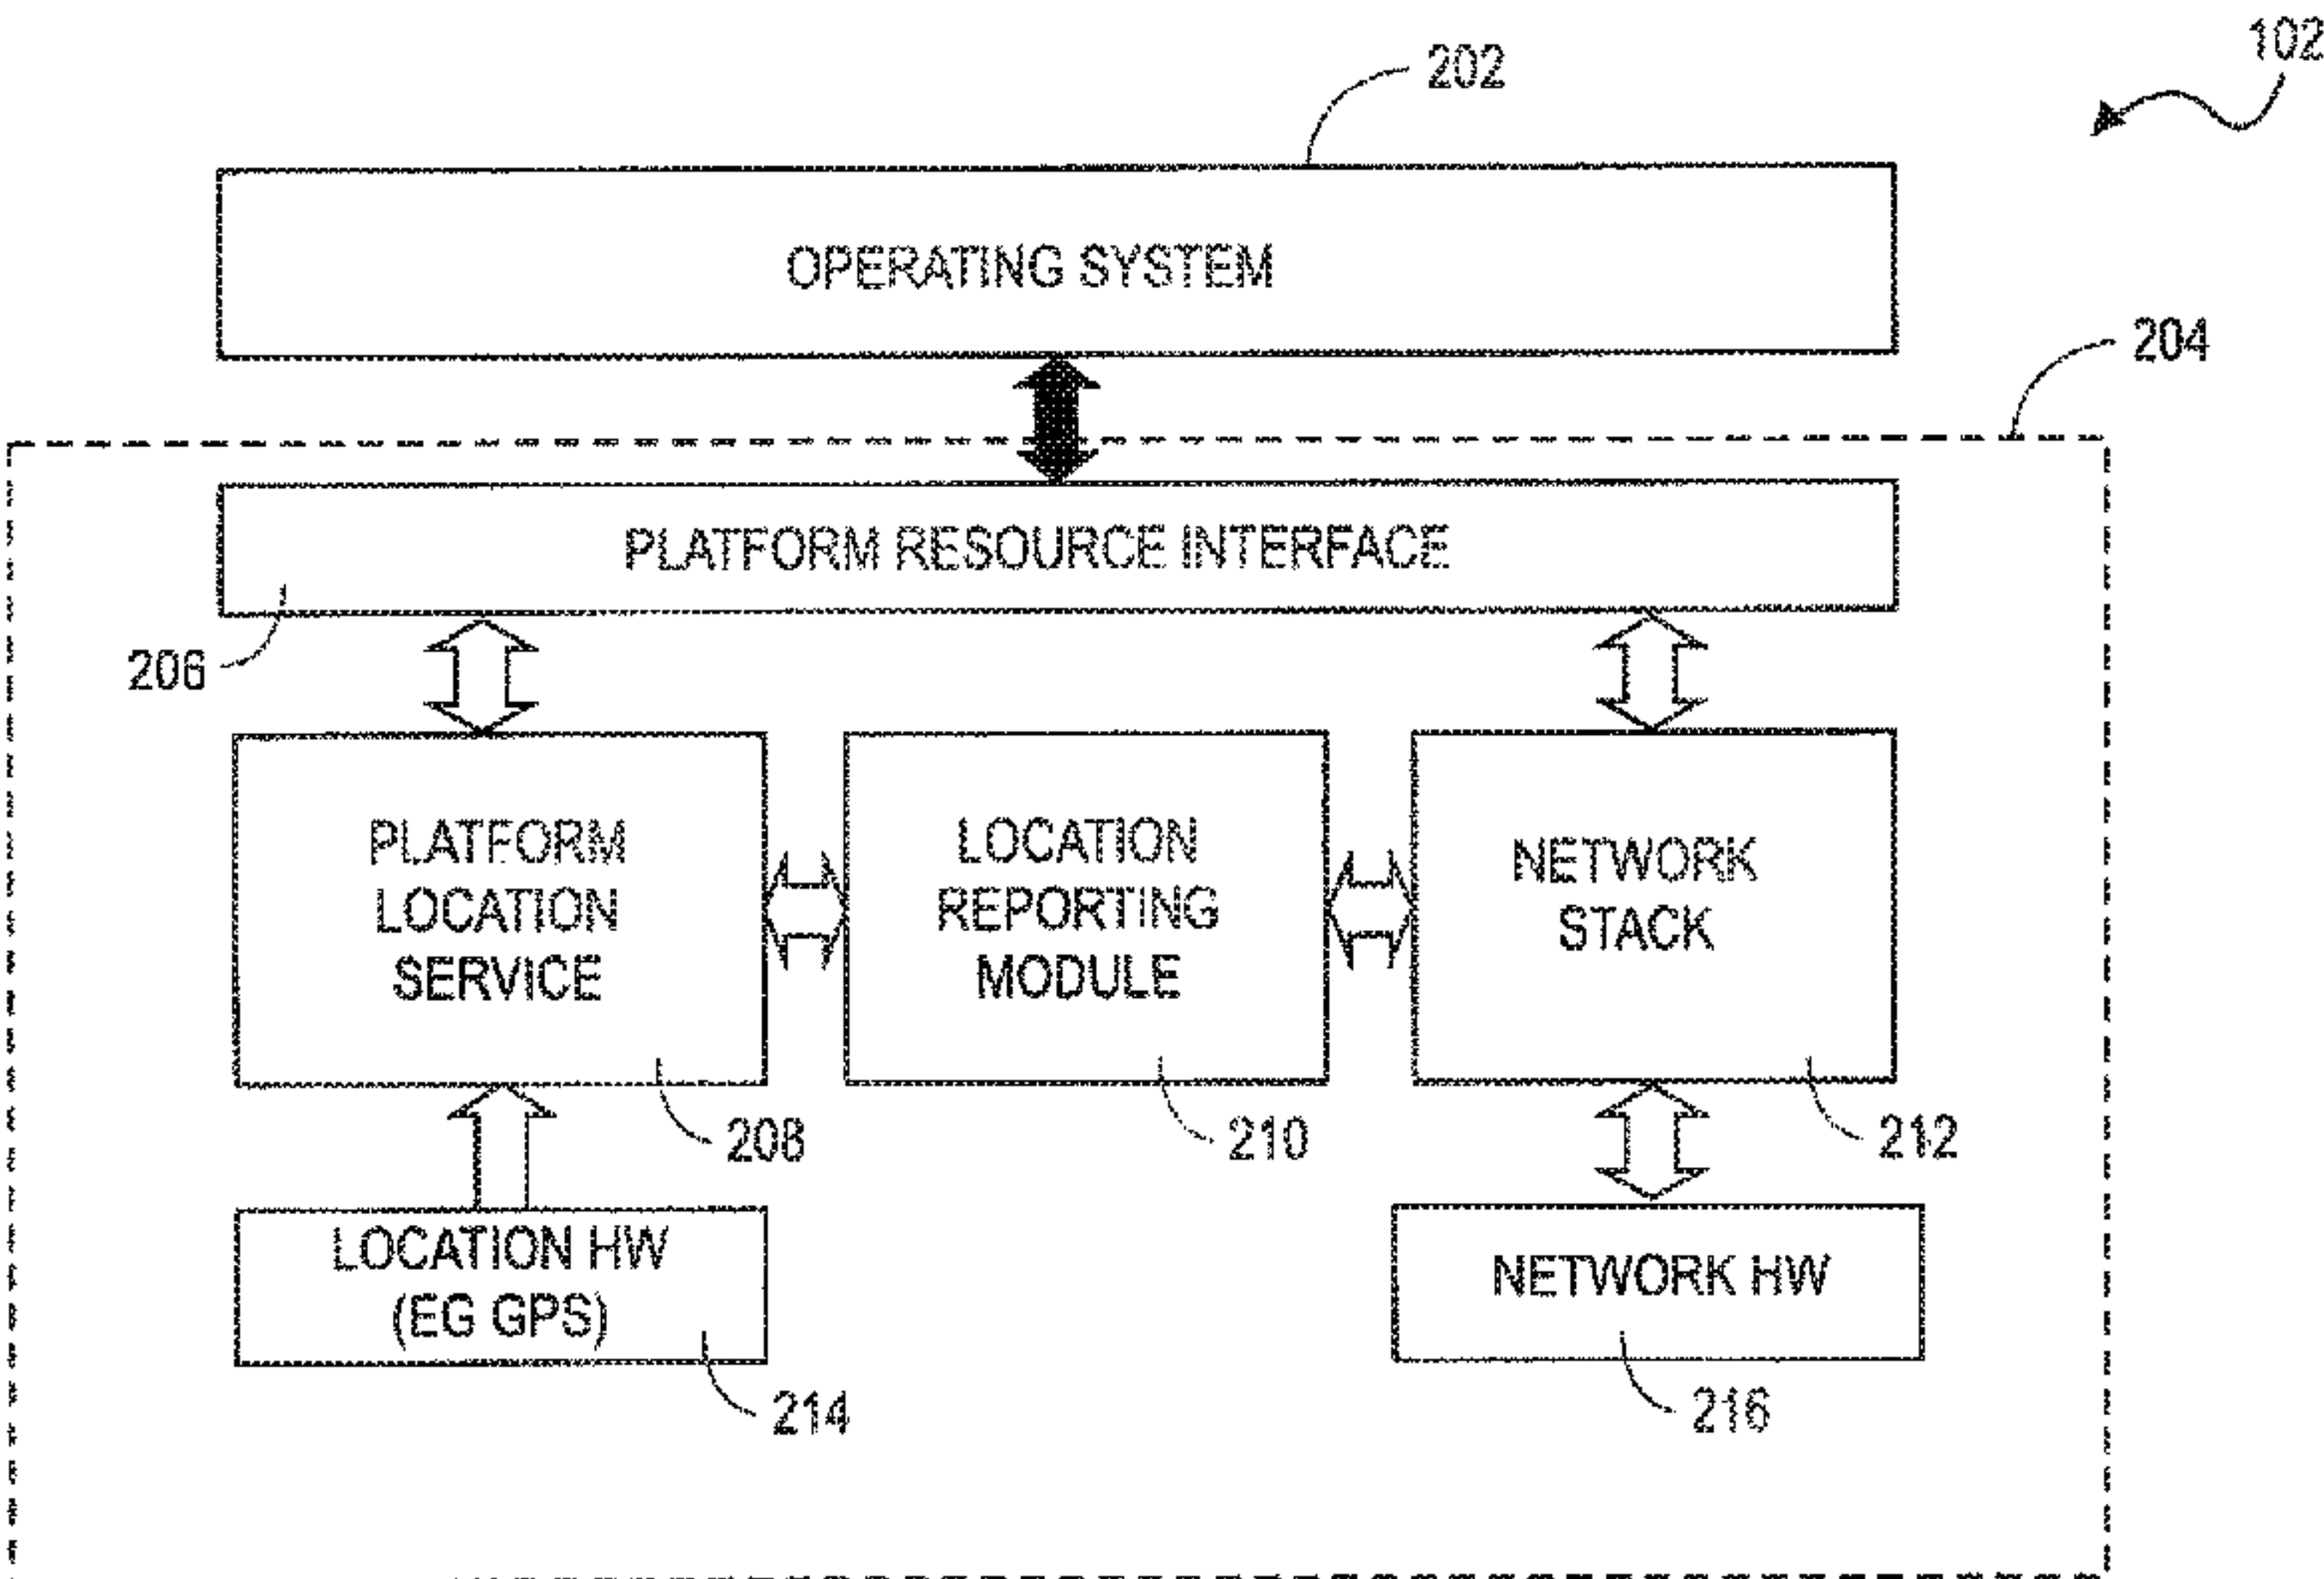 102
202
OPERATING SYSTEM
204
PLATFORM RESOURCE INTERFACE
206
PLATFORM
LOCATION
SERVICE
208
LOCATION
REPORTING
MODULE
210
NETWORK
STACK
212
LOCATION HW
(EG GPS)
214
NETWORK HW
216